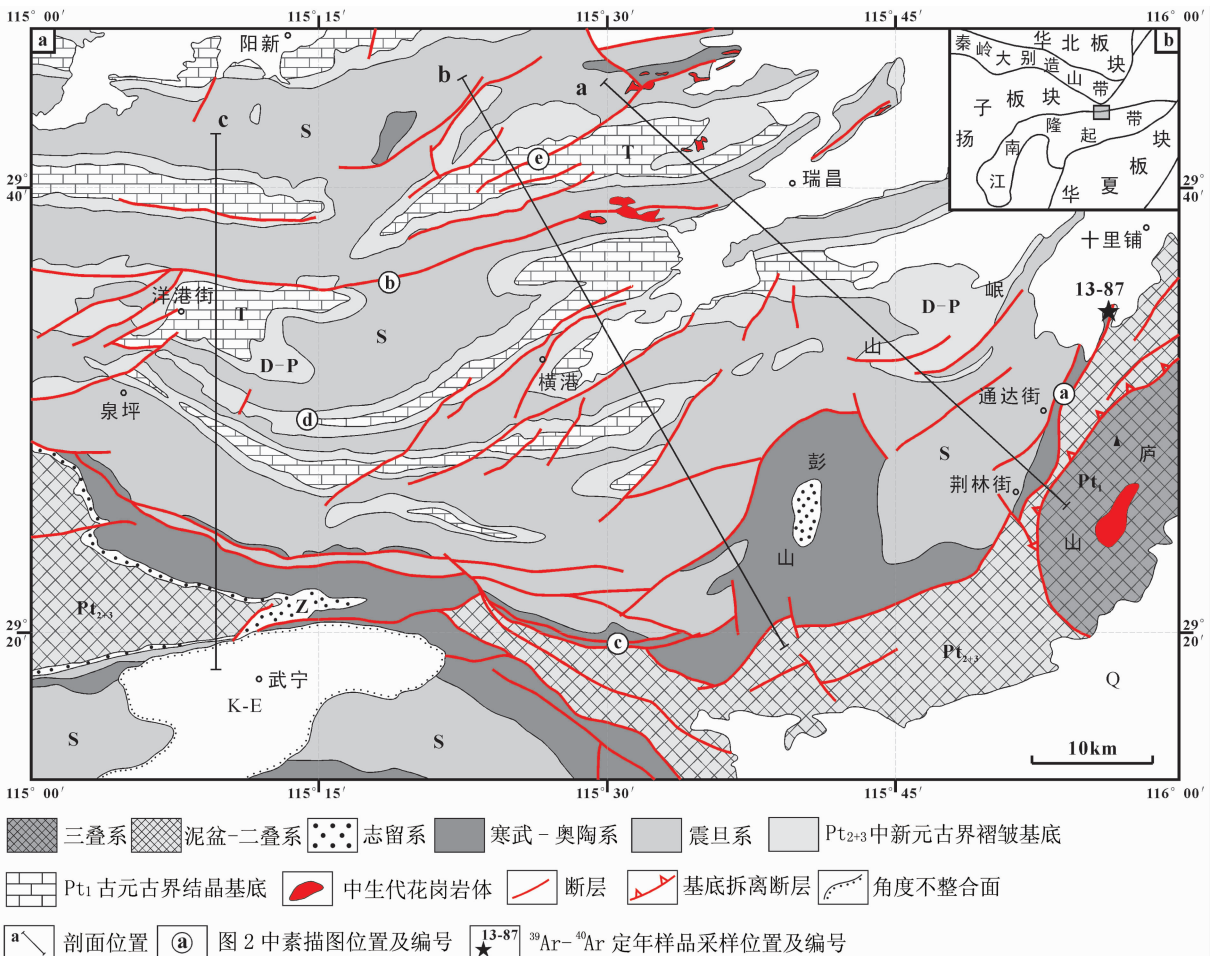 115° 00′ 115° 15′ 115° 30′ 115° 45′ 116° 00′
a
阳新
b
秦岭大别造山带
华北板块
扬子板块
江南隆起带
华夏板块
b
a
c
S
e
T
29° 40′
瑞昌
29° 40′
十里铺
b
洋港街
T
S
D-P
岷
山
13-87
D-P
横港
泉坪
d
通达街
a
彭
山
S
荆林街
Pt₁
庐
山
Pt₂₊₃
Z
29° 20′
c
29° 20′
Pt₂₊₃
武宁
K-E
Q
S
S
10km
115° 00′ 115° 15′ 115° 30′ 115° 45′ 116° 00′
三叠系 泥盆-二叠系 志留系 寒武-奥陶系 震旦系 Pt₂₊₃中新元古界褶皱基底
Pt₁古元古界结晶基底 中生代花岗岩体 断层 基底拆离断层 角度不整合面
a 剖面位置 a 图2中素描图位置及编号 13-87 ³⁹Ar-⁴⁰Ar 定年样品采样位置及编号